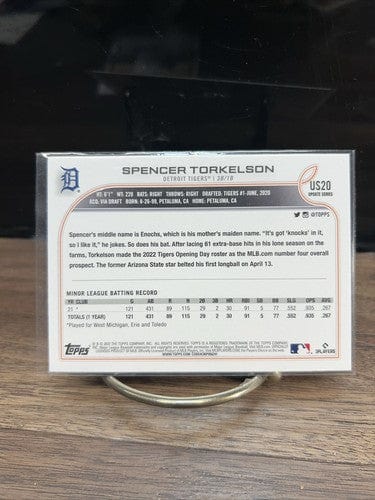 SPENCER TORKELSON
DETROIT TIGERS | 3B/1B
US20
UPDATE SERIES
HT: 6'1" WT: 220 BATS: RIGHT THROWS: RIGHT DRAFTED: TIGERS #1-JUNE, 2020
ACQ: VIA DRAFT BORN: 8-26-99, PETALUMA, CA HOME: PETALUMA, CA
@TOPPS
Spencer's middle name is Enochs, which is his mother's maiden name. "It's got 'knocks' in it,
so I like it," he jokes. So does his bat. After lacing 61 extra-base hits in his lone season on the
farms, Torkelson made the 2022 Tigers Opening Day roster as the MLB.com number four overall
prospect. The former Arizona State star belted his first longball on April 13.
MINOR LEAGUE BATTING RECORD
YR CLUB G AB R H 2B 3B HR RBI SB BB SLG OPS AVG
21 * 121 431 89 115 29 2 30 91 5 77 .552 .935 .267
TOTALS (1 YEAR) 121 431 89 115 29 2 30 91 5 77 .552 .935 .267
*Played for West Michigan, Erie and Toledo
Topps
PLAYERS